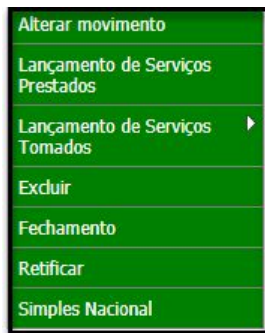 Alterar movimento
Lançamento de Serviços
Prestados
Lançamento de Serviços
Tomados
Excluir
Fechamento
Retificar
Simples Nacional